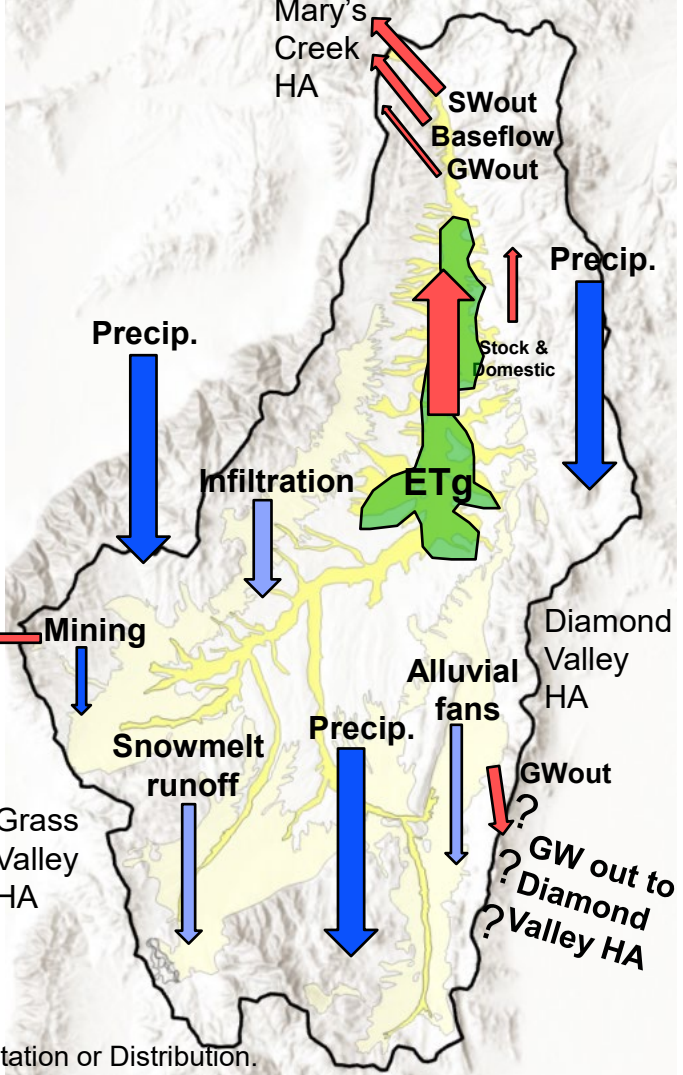 Mary's
Creek
HA
SWout
Baseflow
GWout
Precip.
Stock &
Domestic
Precip.
Infiltration
ETg
Mining
Diamond
Valley
HA
Alluvial
fans
Precip.
Snowmelt
runoff
GWout
?
Grass
Valley
HA
? GW out to
Diamond
? Valley HA
tation or Distribution.